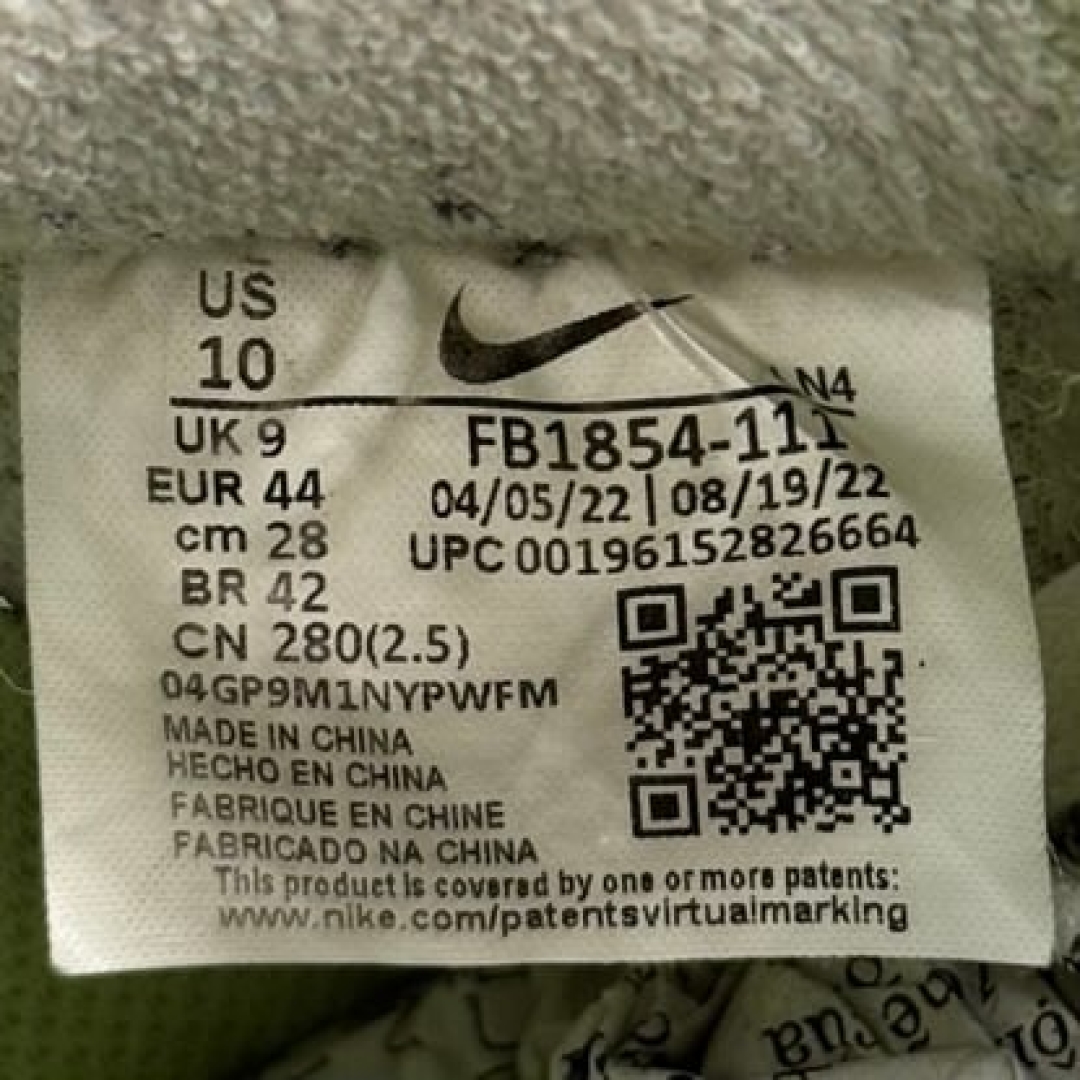 US
10
N4
UK 9
FB1854-111
EUR 44
04/05/22 | 08/19/22
cm 28
UPC 00196152826664
BR 42
CN 280(2.5)
04GP9M1NYPWFM
MADE IN CHINA
HECHO EN CHINA
FABRIQUE EN CHINE
FABRICADO NA CHINA
This product is covered by one or more patents:
www.nike.com/patentsvirtualmarking